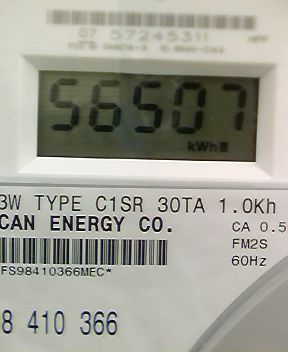 07 57245311
56507
kWh
3W TYPE C1SR 30TA 1.0Kh
CAN ENERGY CO.
CA 0.5
FM2S
60Hz
FS98410366MEC*
8 410 366